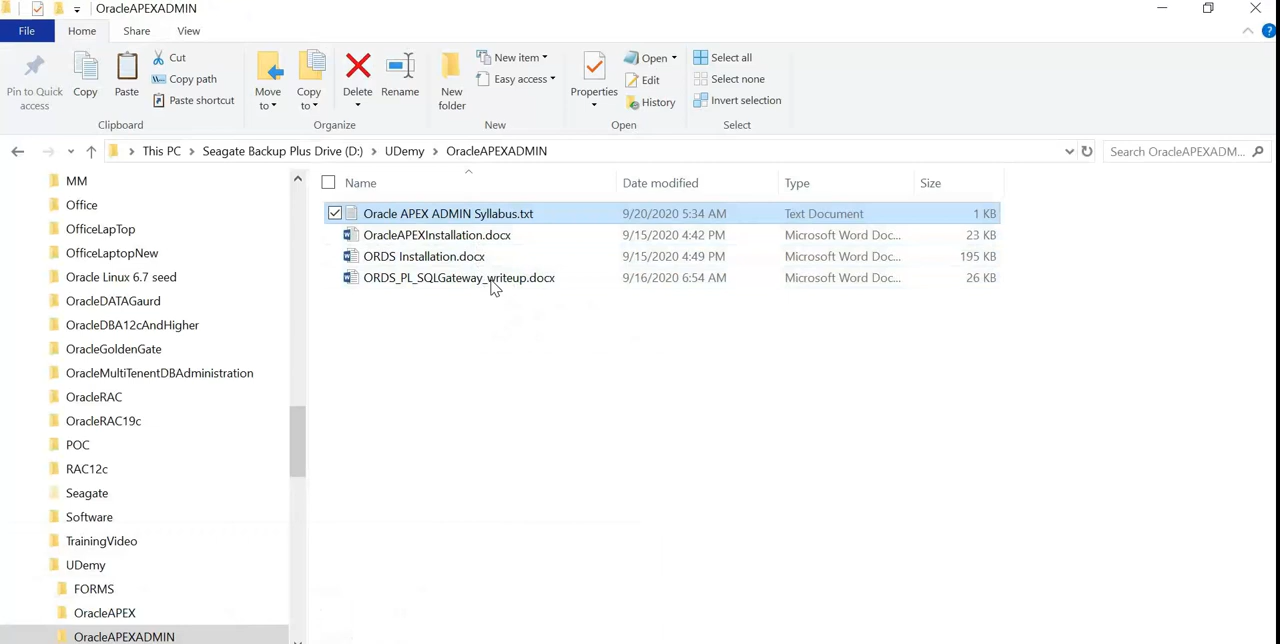 OracleAPEXADMIN
File Home Share View
Pin to Quick access
Copy
Paste
Cut
Copy path
Paste shortcut
Clipboard
Move to
Copy to
Delete
Rename
Organize
New folder
New item
Easy access
New
Properties
Open
Edit
History
Open
Select all
Select none
Invert selection
Select
This PC > Seagate Backup Plus Drive (D:) > UDemy > OracleAPEXADMIN
Search OracleAPEXADM...
MM
Office
OfficeLapTop
OfficeLaptopNew
Oracle Linux 6.7 seed
OracleDATAGaurd
OracleDBA12cAndHigher
OracleGoldenGate
OracleMultiTenentDBAdministration
OracleRAC
OracleRAC19c
POC
RAC12c
Seagate
Software
TrainingVideo
UDemy
FORMS
OracleAPEX
OracleAPEXADMIN
Name Date modified Type Size
Oracle APEX ADMIN Syllabus.txt 9/20/2020 5:34 AM Text Document 1 KB
OracleAPEXInstallation.docx 9/15/2020 4:42 PM Microsoft Word Doc... 23 KB
ORDS Installation.docx 9/15/2020 4:49 PM Microsoft Word Doc... 195 KB
ORDS_PL_SQLGateway_writeup.docx 9/16/2020 6:54 AM Microsoft Word Doc... 26 KB